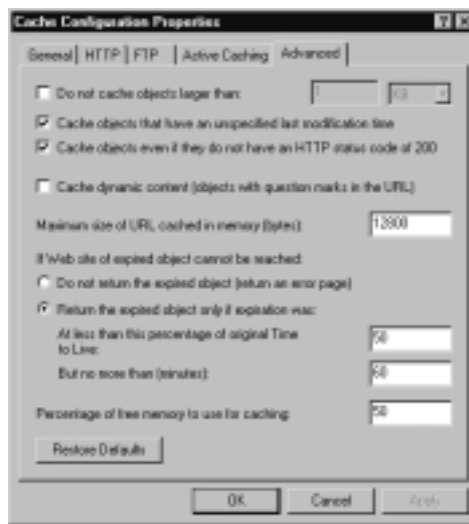 Cache Configuration Properties
General HTTP FTP Active Caching Advanced
Do not cache objects larger than: 1 KB
Cache objects that have an unspecified last modification time
Cache objects even if they do not have an HTTP status code of 200
Cache dynamic content (objects with question marks in the URL)
Maximum size of URL cached in memory (bytes): 12800
If Web site of expired object cannot be reached:
Do not return the expired object (return an error page)
Return the expired object only if expiration was:
At less than this percentage of original Time 50
to Live:
But no more than (minutes): 60
Percentage of free memory to use for caching: 50
Restore Defaults
OK Cancel Apply